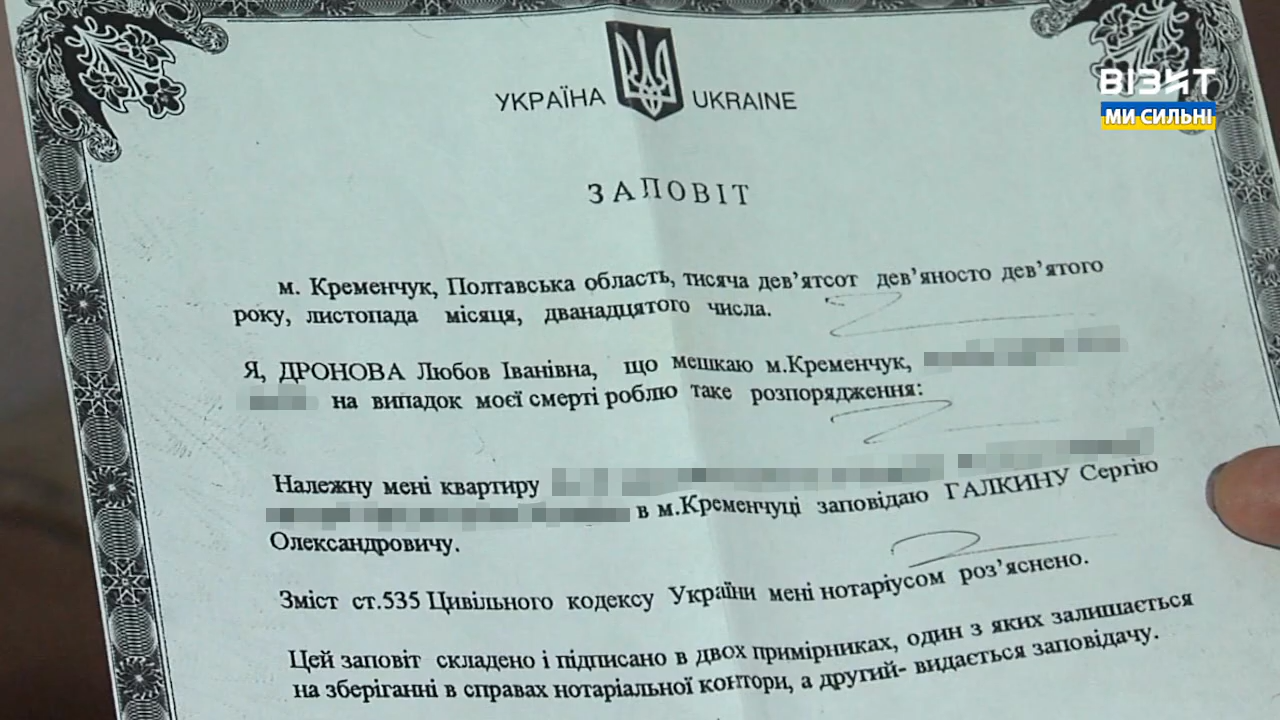 ВІЗИТ
МИ СИЛЬНІ
УКРАЇНА UKRAINE
ЗАПОВІТ
м. Кременчук, Полтавська область, тисяча дев’ятсот дев’яносто дев’ятого
року, листопада місяця, дванадцятого числа.
Я, ДРОНОВА Любов Іванівна, що мешкаю м.Кременчук,
на випадок моєї смерті роблю таке розпорядження:
Належну мені квартиру
в м.Кременчуці заповідаю ГАЛКИНУ Сергію
Олександровичу.
Зміст ст.535 Цивільного кодексу України мені нотаріусом роз’яснено.
Цей заповіт складено і підписано в двох примірниках, один з яких залишається
на зберіганні в справах нотаріальної контори, а другий- видається заповідачу.